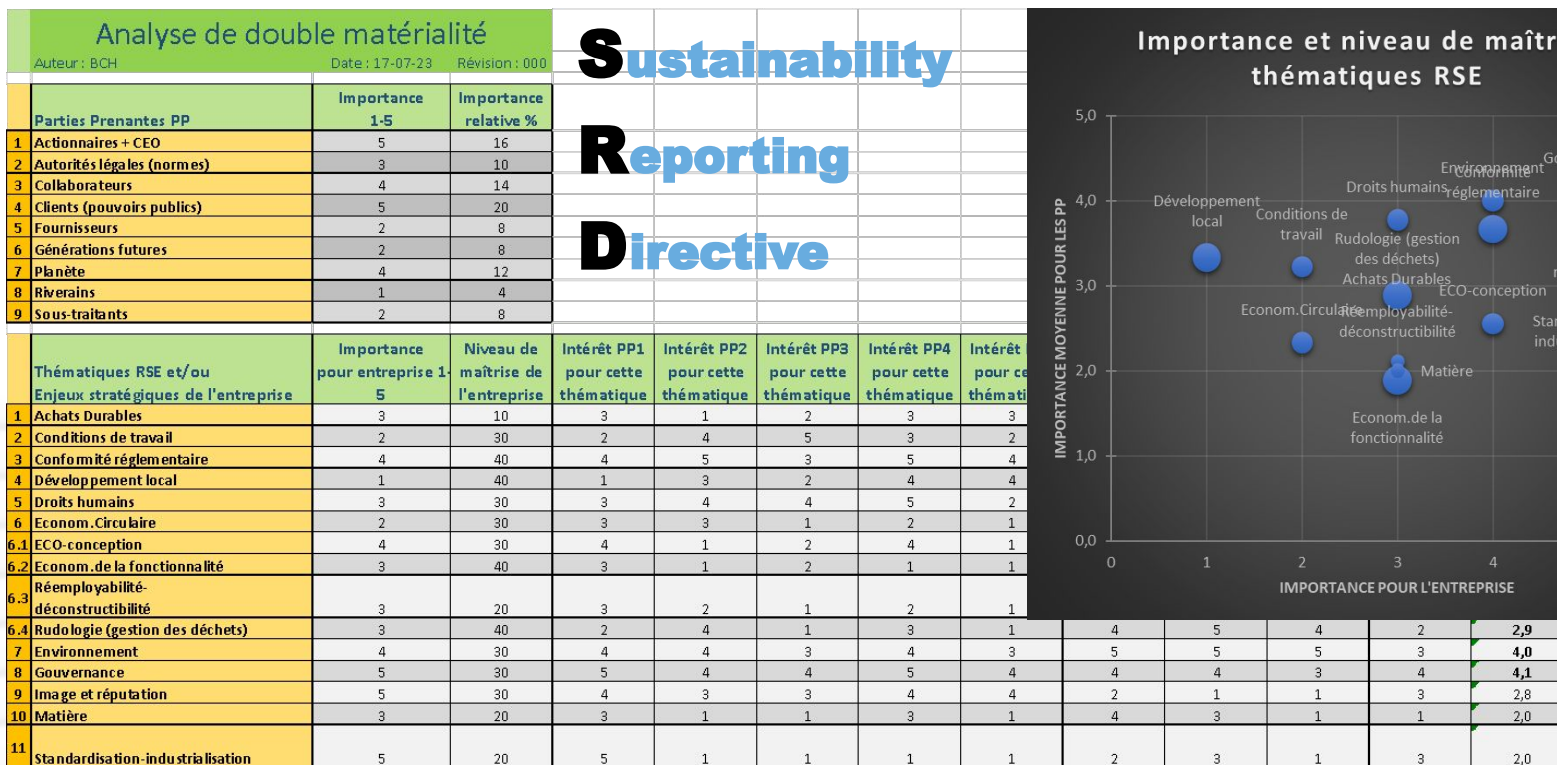 Analyse de double matérialité
Auteur : BCH Date : 17-07-23 Révision : 000
Parties Prenantes PP Importance 1-5 Importance relative %
1 Actionnaires + CEO 5 16
2 Autorités légales (normes) 3 10
3 Collaborateurs 4 14
4 Clients (pouvoirs publics) 5 20
5 Fournisseurs 2 8
6 Générations futures 2 8
7 Planète 4 12
8 Riverains 1 4
9 Sous-traitants 2 8
Sustainability
Reporting
Directive
Importance et niveau de
thématiques RSE
IMPORTANCE MOYENNE POUR LES PP
5,0
4,0
3,0
2,0
1,0
0,0
Environnement
Conformité
réglementaire
Droits humains
Développement
local
Conditions de
travail
Rudologie (gestion
des déchets)
Achats Durables
ECO-conception
Econom.Circulaire
Réemployabilité-
déconstructibilité
Matière
Econom.de la
fonctionnalité
0 1 2 3 4
IMPORTANCE POUR L'ENTREPRISE
Thématiques RSE et/ou Enjeux stratégiques de l'entreprise Importance pour entreprise 1-5 Niveau de maîtrise de l'entreprise Intérêt PP1 pour cette thématique Intérêt PP2 pour cette thématique Intérêt PP3 pour cette thématique Intérêt PP4 pour cette thématique Intérêt pour
1 Achats Durables 3 10 3 1 2 3 3
2 Conditions de travail 2 30 2 4 5 3 2
3 Conformité réglementaire 4 40 4 5 3 5 4
4 Développement local 1 40 1 3 2 4 4
5 Droits humains 3 30 3 4 4 5 2
6 Econom.Circulaire 2 30 3 3 1 2 1
6.1 ECO-conception 4 30 4 1 2 4 1
6.2 Econom.de la fonctionnalité 3 40 3 1 2 1 1
6.3 Réemployabilité-déconstructibilité 3 20 3 2 1 2 1
6.4 Rudologie (gestion des déchets) 3 40 2 4 1 3 1 4 5 4 2 2,9
7 Environnement 4 30 4 4 3 4 3 5 5 5 3 4,0
8 Gouvernance 5 30 5 4 4 5 4 4 4 3 4 4,1
9 Image et réputation 5 30 4 3 3 4 4 2 1 1 3 2,8
10 Matière 3 20 3 1 1 3 1 4 3 1 1 2,0
11 Standardisation-industrialisation 5 20 5 1 1 1 1 2 3 1 3 2,0